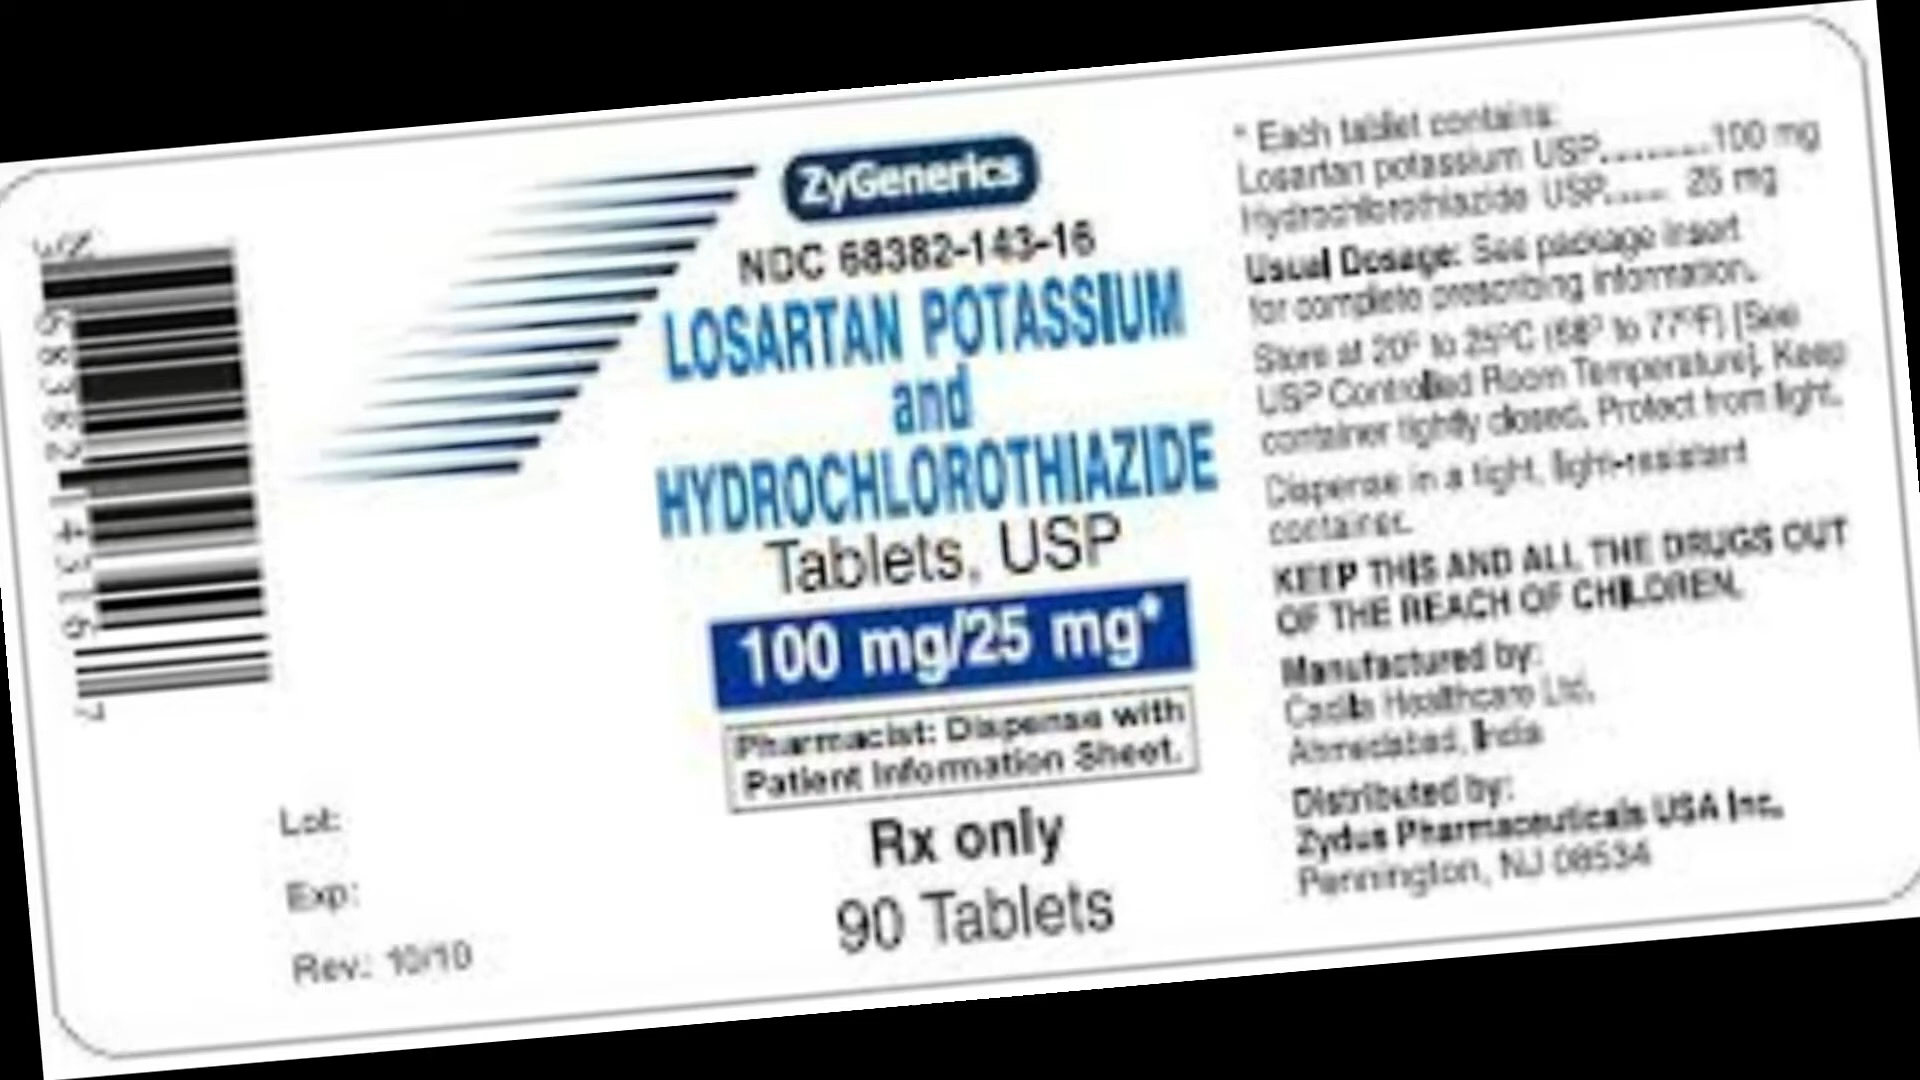 N3
68382 14316
7
Lot:
Exp:
Rev.: 10/10
ZyGenerics
NDC 68382-143-16
LOSARTAN POTASSIUM
and
HYDROCHLOROTHIAZIDE
Tablets, USP
100 mg/25 mg*
Pharmacist: Dispense with
Patient Information Sheet.
Rx only
90 Tablets
* Each tablet contains:
Losartan potassium USP........100 mg
Hydrochlorothiazide USP...... 25 mg
Usual Dosage: See package insert
for complete prescribing information.
Store at 20° to 25°C (68° to 77°F) [See
USP Controlled Room Temperature]. Keep
container tightly closed. Protect from light.
Dispense in a tight, light-resistant
container.
KEEP THIS AND ALL THE DRUGS OUT
OF THE REACH OF CHILDREN.
Manufactured by:
Cadila Healthcare Ltd.
Ahmedabad, India
Distributed by:
Zydus Pharmaceuticals USA Inc.
Pennington, NJ 08534